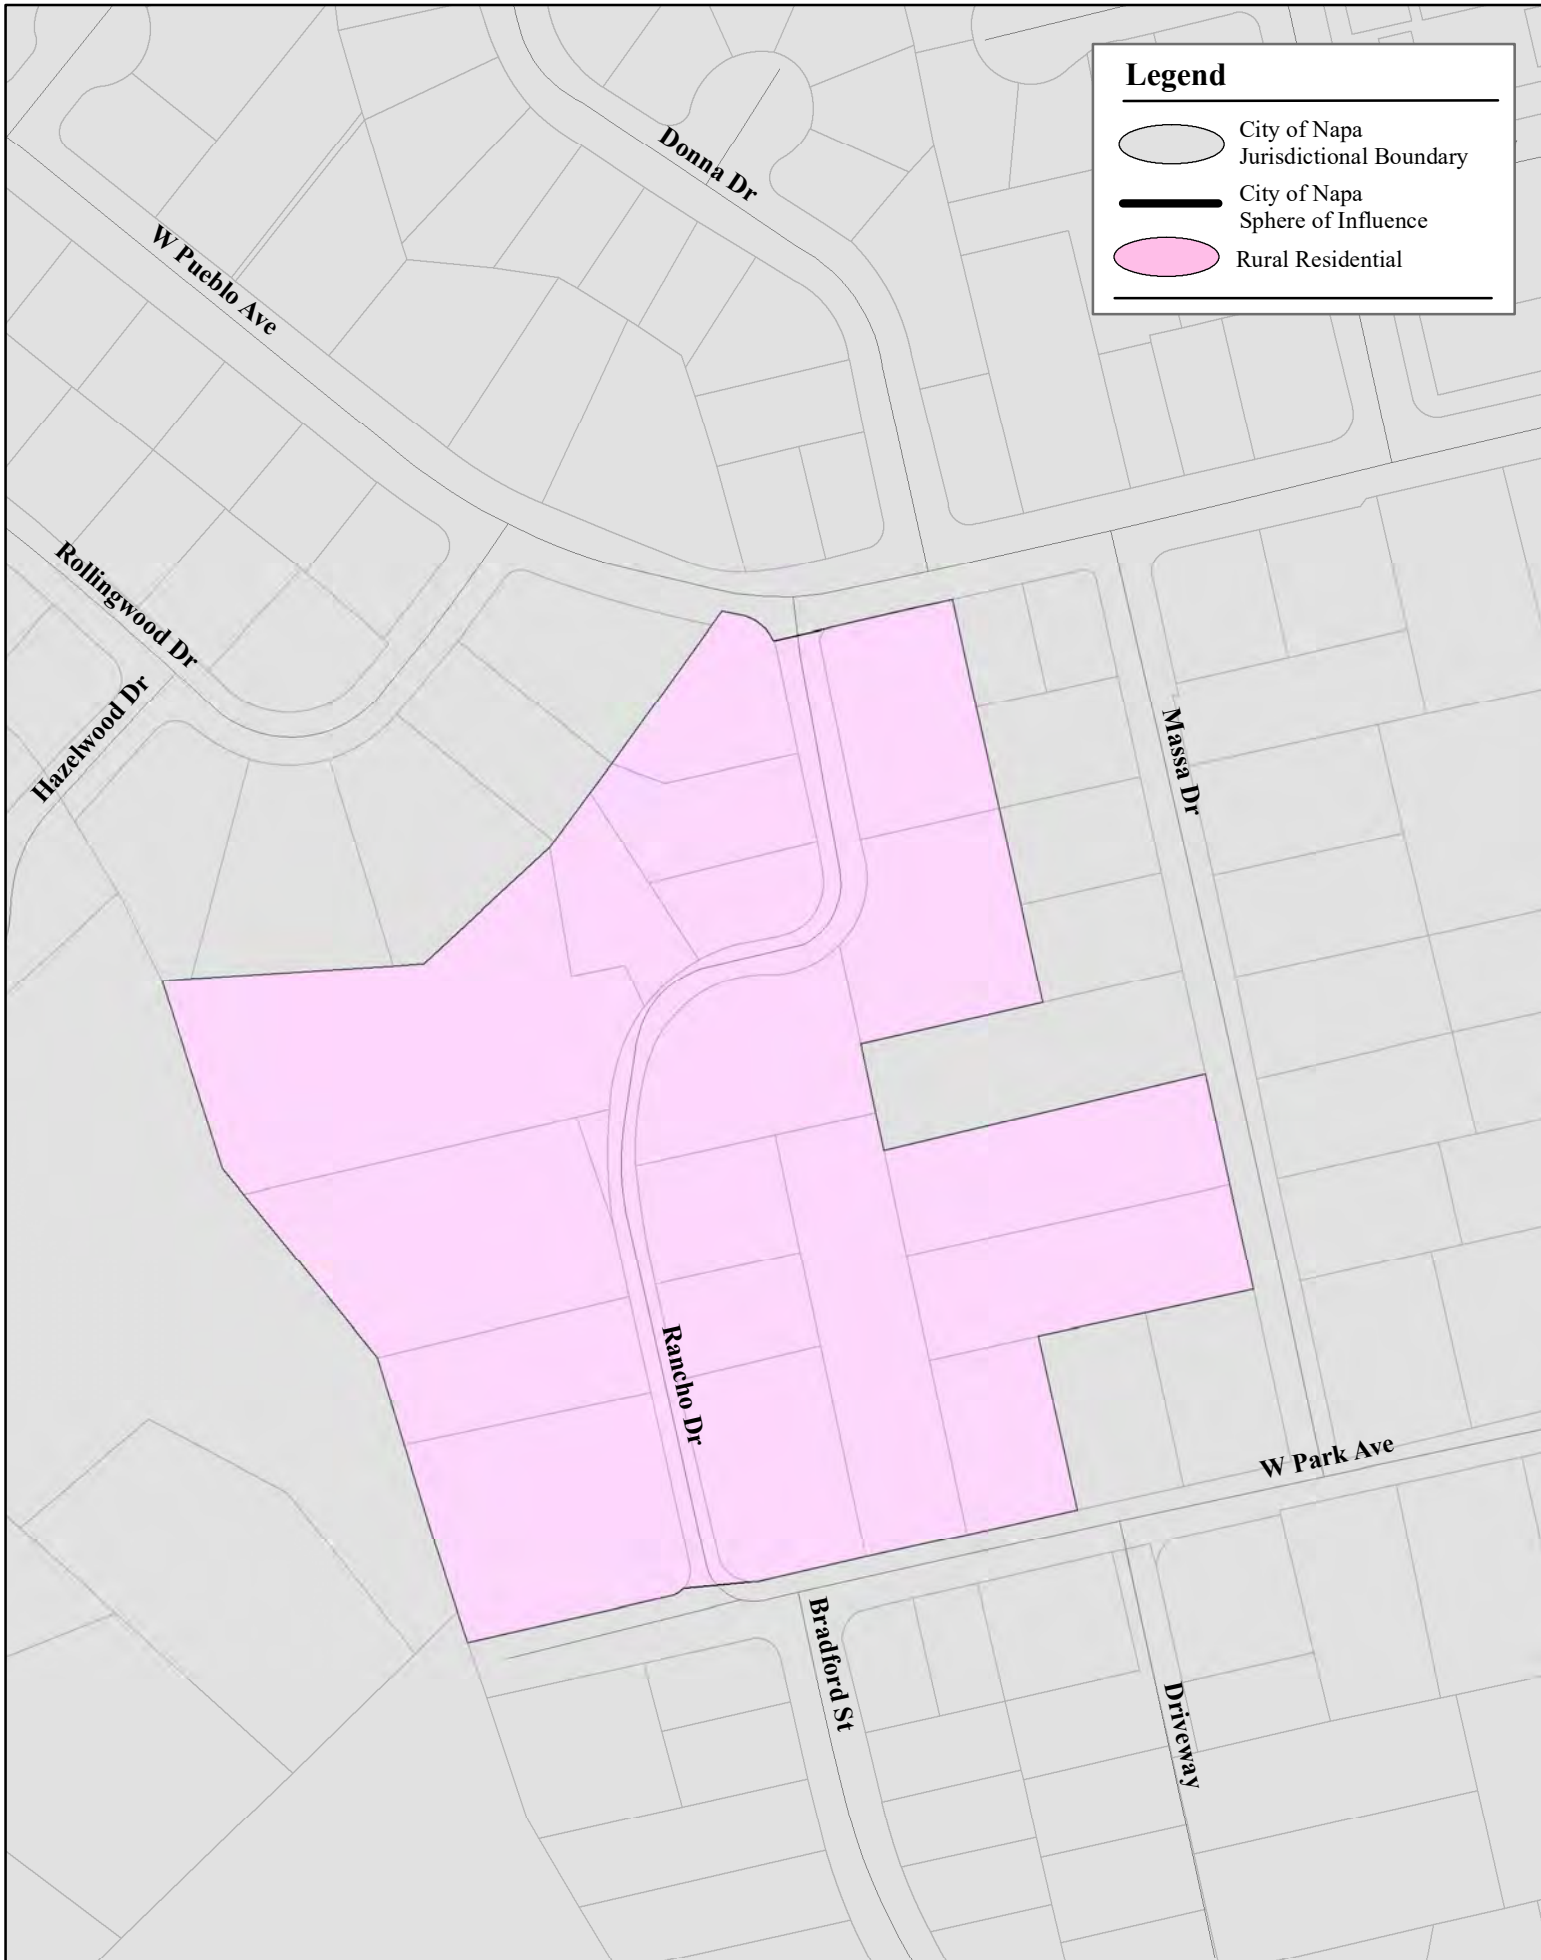 Legend
City of Napa
Jurisdictional Boundary
City of Napa
Sphere of Influence
Rural Residential
Donna Dr
W Pueblo Ave
Rollingwood Dr
Hazelwood Dr
Massa Dr
Rancho Dr
W Park Ave
Bradford St
Driveway